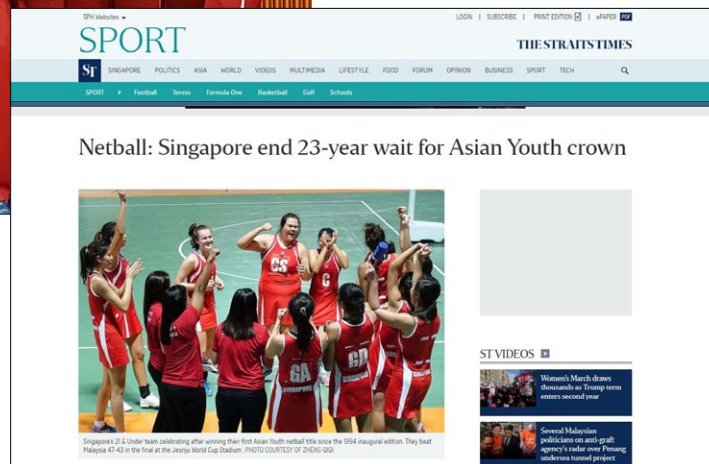 SPH Websites
LOGIN | SUBSCRIBE | PRINT EDITION | ePAPER PDF
SPORT
THE STRAITS TIMES
ST SINGAPORE POLITICS ASIA WORLD VIDEOS MULTIMEDIA LIFESTYLE FOOD FORUM OPINION BUSINESS SPORT TECH
SPORT > Football Tennis Formula One Basketball Golf Schools
Netball: Singapore end 23-year wait for Asian Youth crown
GS
C
GA
GD
SINGAPORE
SINGAPORE
ST VIDEOS
Women's March draws
thousands as Trump term
enters second year
Several Malaysian
politicians on anti-graft
agency's radar over Penang
undersea tunnel project
Singapore's 21 & Under team celebrating after winning their first Asian Youth netball title since the 1994 inaugural edition. They beat
Malaysia 47-43 in the final at the Jeonju World Cup Stadium. PHOTO COURTESY OF ZHENG QIQI